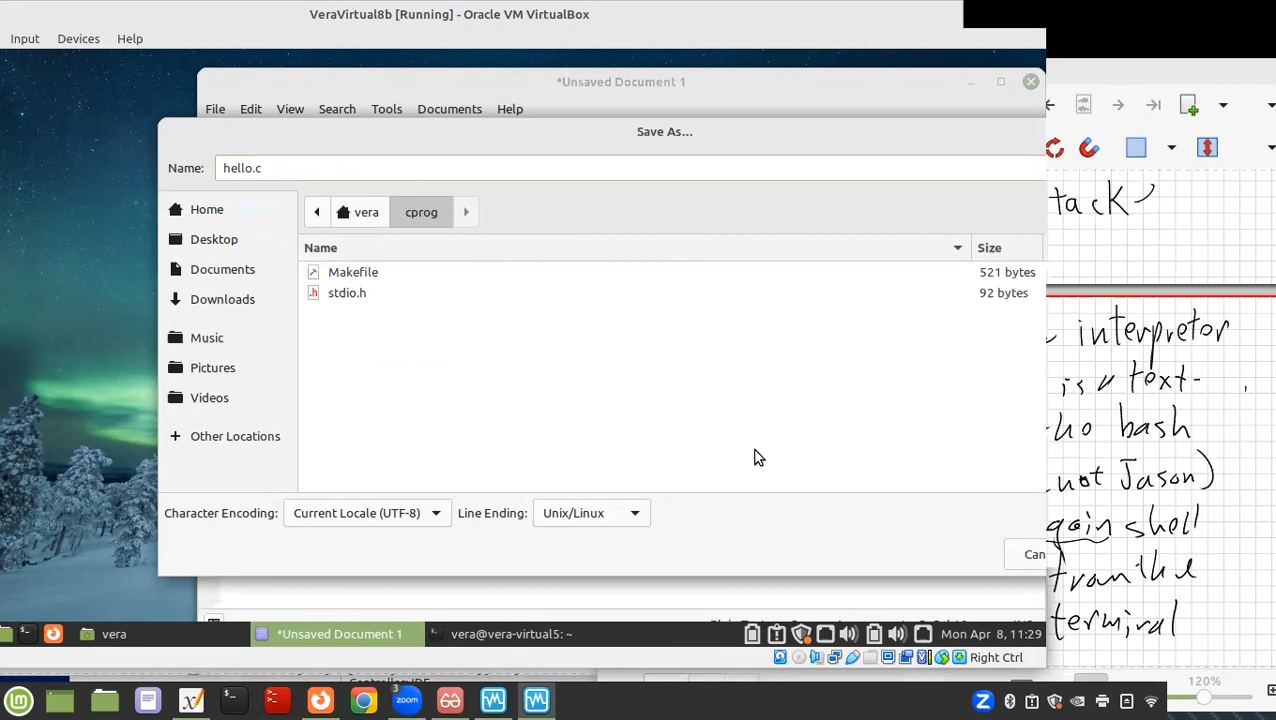 VeraVirtual8b [Running] - Oracle VM VirtualBox
Input Devices Help
*Unsaved Document 1
File Edit View Search Tools Documents Help
Save As...
Name: hello.c
Home
vera cprog
Desktop
Name Size
Documents
Makefile 521 bytes
stdio.h 92 bytes
Downloads
Music
Pictures
Videos
Other Locations
Character Encoding: Current Locale (UTF-8) Line Ending: Unix/Linux
Can
tack
interpretor
is text-
ho bash
not Jason)
gain shell
from the
terminal
vera *Unsaved Document 1 vera@vera-virtual5: ~ Mon Apr 8, 11:29
Right Ctrl
120%
3
zoom
Z